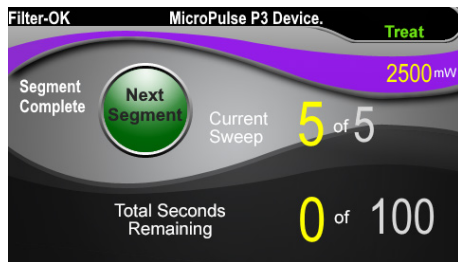 Filter-OK MicroPulse P3 Device.
Treat
2500mW
Segment
Complete
Next
Segment
Current
Sweep
5 of 5
Total Seconds
Remaining
0 of 100